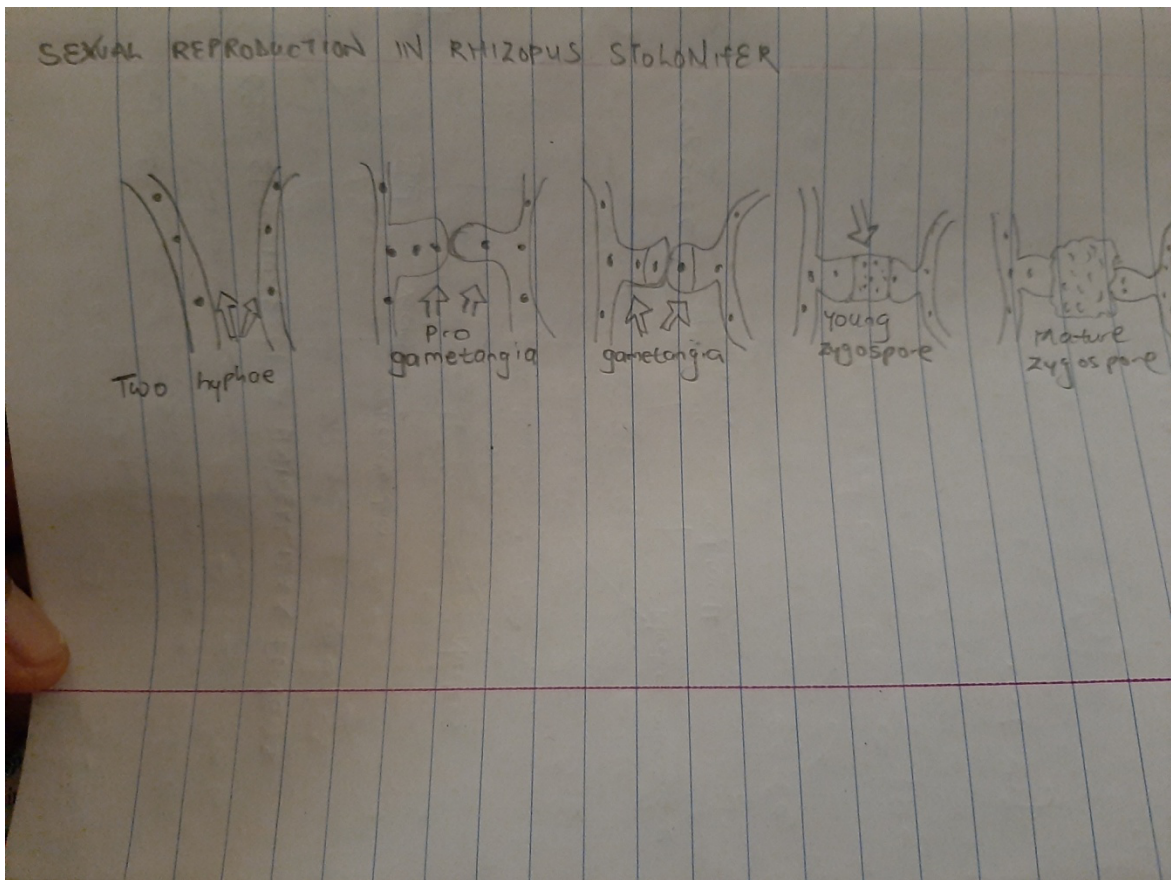 SEXUAL REPRODUCTION IN RHIZOPUS STOLONIFER
Two hyphae
Pro
gametangia
gametangia
Young
zygospore
Mature
zygospore